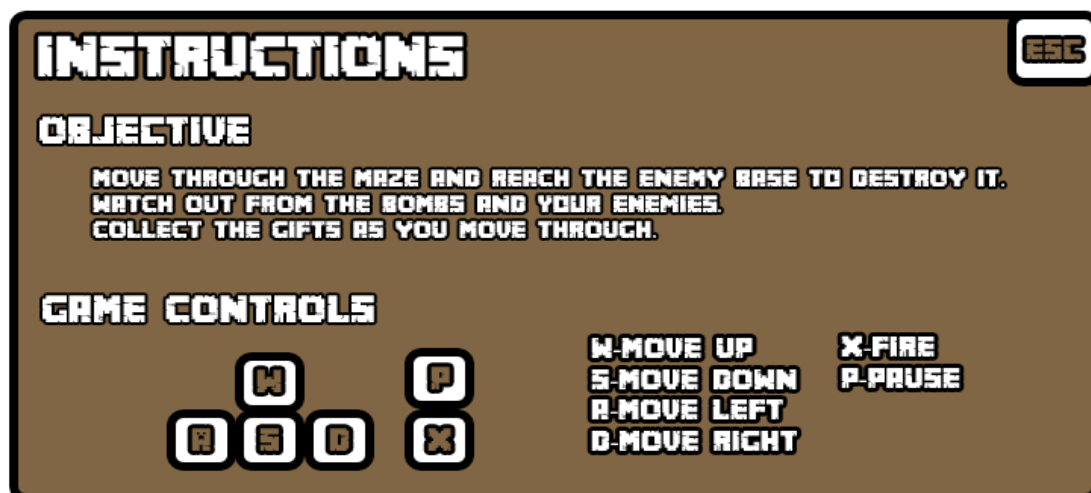 INSTRUCTIONS
ESC
OBJECTIVE
MOVE THROUGH THE MAZE AND REACH THE ENEMY BASE TO DESTROY IT.
WATCH OUT FROM THE BOMBS AND YOUR ENEMIES.
COLLECT THE GIFTS AS YOU MOVE THROUGH.
GAME CONTROLS
W P
A S D X
W-MOVE UP
S-MOVE DOWN
A-MOVE LEFT
D-MOVE RIGHT
X-FIRE
P-PAUSE